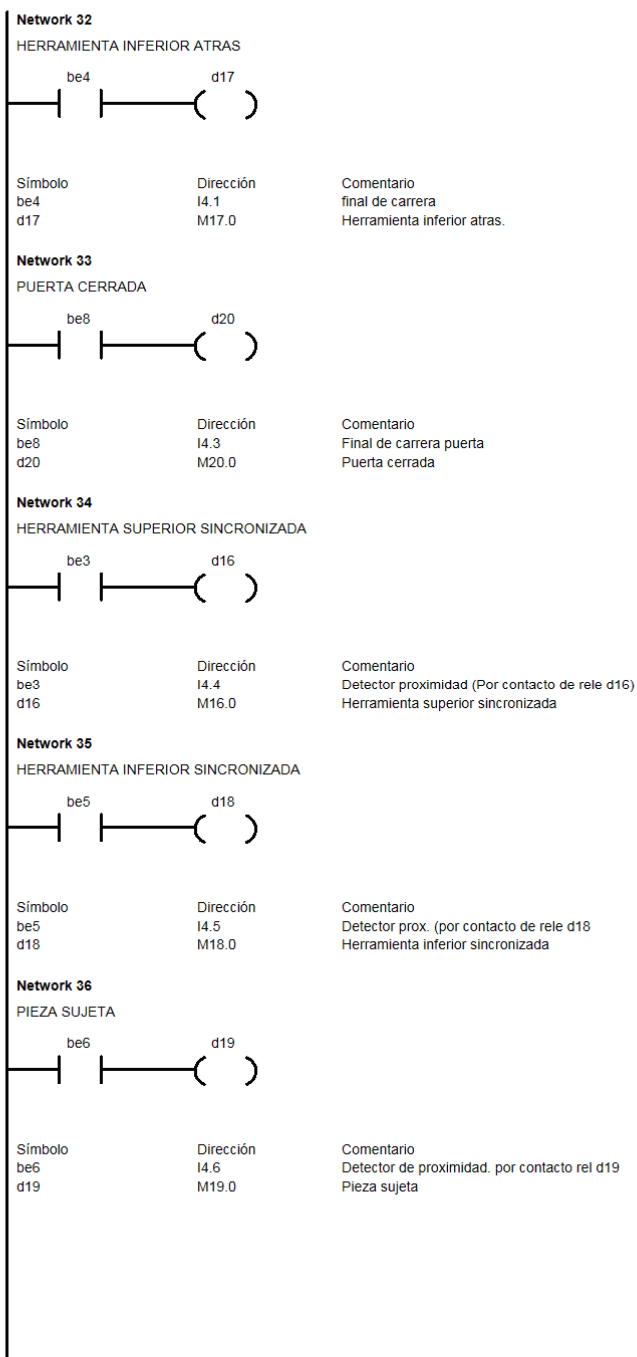 Network 32
HERRAMIENTA INFERIOR ATRAS
be4 d17
Símbolo Dirección Comentario
be4 I4.1 final de carrera
d17 M17.0 Herramienta inferior atras.
Network 33
PUERTA CERRADA
be8 d20
Símbolo Dirección Comentario
be8 I4.3 Final de carrera puerta
d20 M20.0 Puerta cerrada
Network 34
HERRAMIENTA SUPERIOR SINCRONIZADA
be3 d16
Símbolo Dirección Comentario
be3 I4.4 Detector proximidad (Por contacto de rele d16)
d16 M16.0 Herramienta superior sincronizada
Network 35
HERRAMIENTA INFERIOR SINCRONIZADA
be5 d18
Símbolo Dirección Comentario
be5 I4.5 Detector prox. (por contacto de rele d18
d18 M18.0 Herramienta inferior sincronizada
Network 36
PIEZA SUJETA
be6 d19
Símbolo Dirección Comentario
be6 I4.6 Detector de proximidad. por contacto rel d19
d19 M19.0 Pieza sujeta